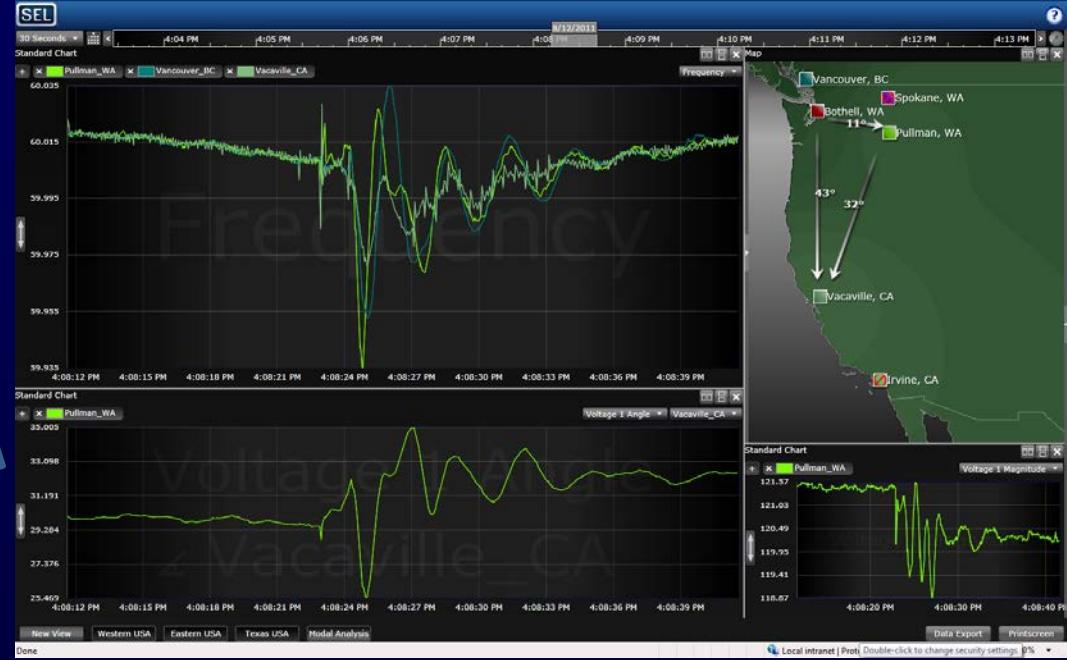 SEL
?
8/12/2011
30 Seconds 4:04 PM 4:05 PM 4:06 PM 4:07 PM 4:08 PM 4:09 PM 4:10 PM 4:11 PM 4:12 PM 4:13 PM
Standard Chart
Pullman_WA Vancouver_BC Vacaville_CA Frequency
60.035
60.015
59.995
59.975
59.955
59.935
Frequency
4:08:12 PM 4:08:15 PM 4:08:18 PM 4:08:21 PM 4:08:24 PM 4:08:27 PM 4:08:30 PM 4:08:33 PM 4:08:36 PM 4:08:39 PM
Map
Vancouver, BC
Spokane, WA
Bothell, WA
11°
Pullman, WA
43°
32°
Vacaville, CA
Irvine, CA
Standard Chart
Pullman_WA Voltage 1 Angle Vacaville_CA
35.005
33.098
31.191
29.284
27.376
25.469
Voltage 1 Angle
∠ Vacaville_CA
4:08:12 PM 4:08:15 PM 4:08:18 PM 4:08:21 PM 4:08:24 PM 4:08:27 PM 4:08:30 PM 4:08:33 PM 4:08:36 PM 4:08:39 PM
Standard Chart
Pullman_WA Voltage 1 Magnitude
121.57
121.03
120.49
119.95
119.41
118.87
4:08:20 PM 4:08:30 PM 4:08:40 P
New View Western USA Eastern USA Texas USA Modal Analysis Data Export Printscreen
Done Local intranet | Prot Double-click to change security settings 0%